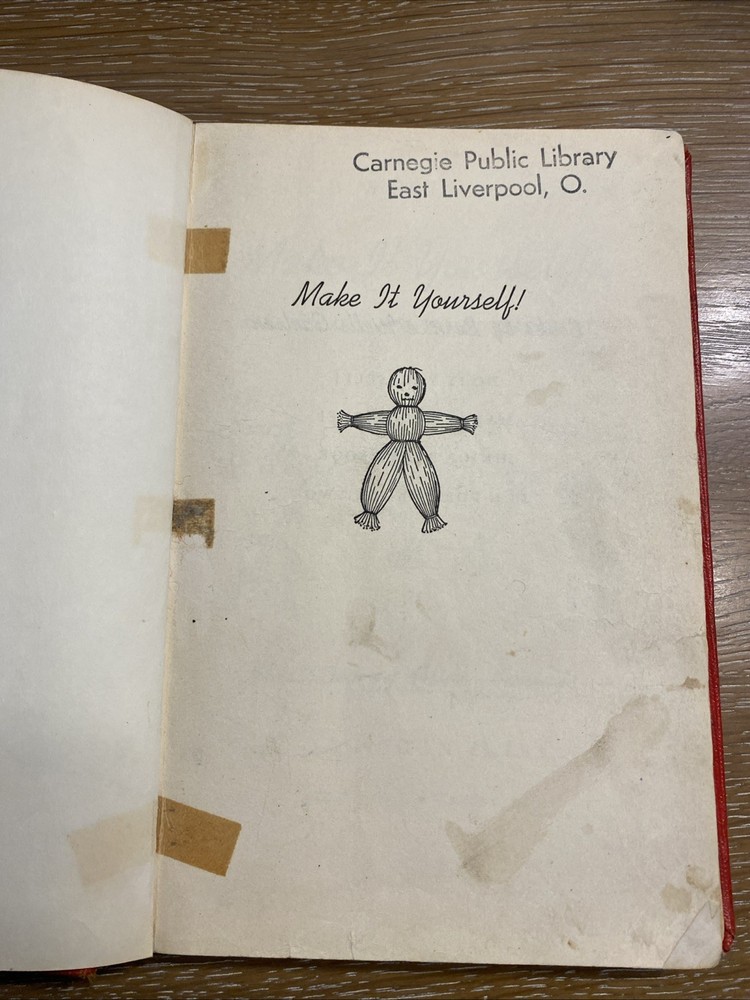 Carnegie Public Library
East Liverpool, O.
Make It Yourself!